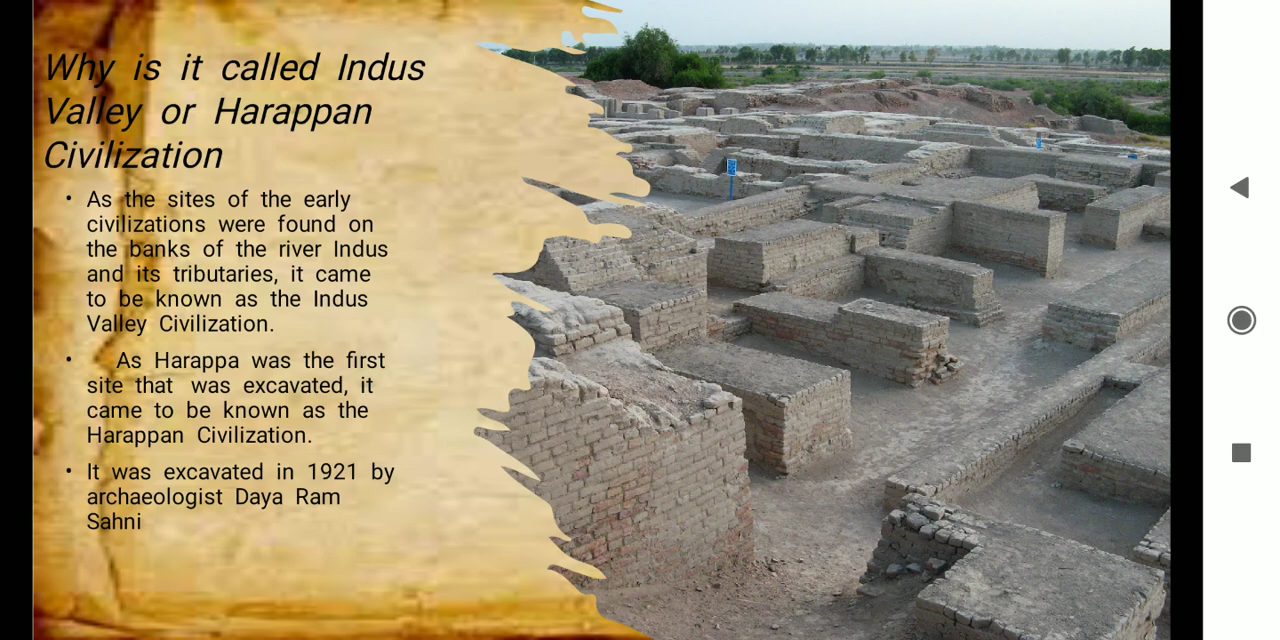 Why is it called Indus
Valley or Harappan
Civilization
• As the sites of the early
civilizations were found on
the banks of the river Indus
and its tributaries, it came
to be known as the Indus
Valley Civilization.
• As Harappa was the first
site that was excavated, it
came to be known as the
Harappan Civilization.
• It was excavated in 1921 by
archaeologist Daya Ram
Sahni